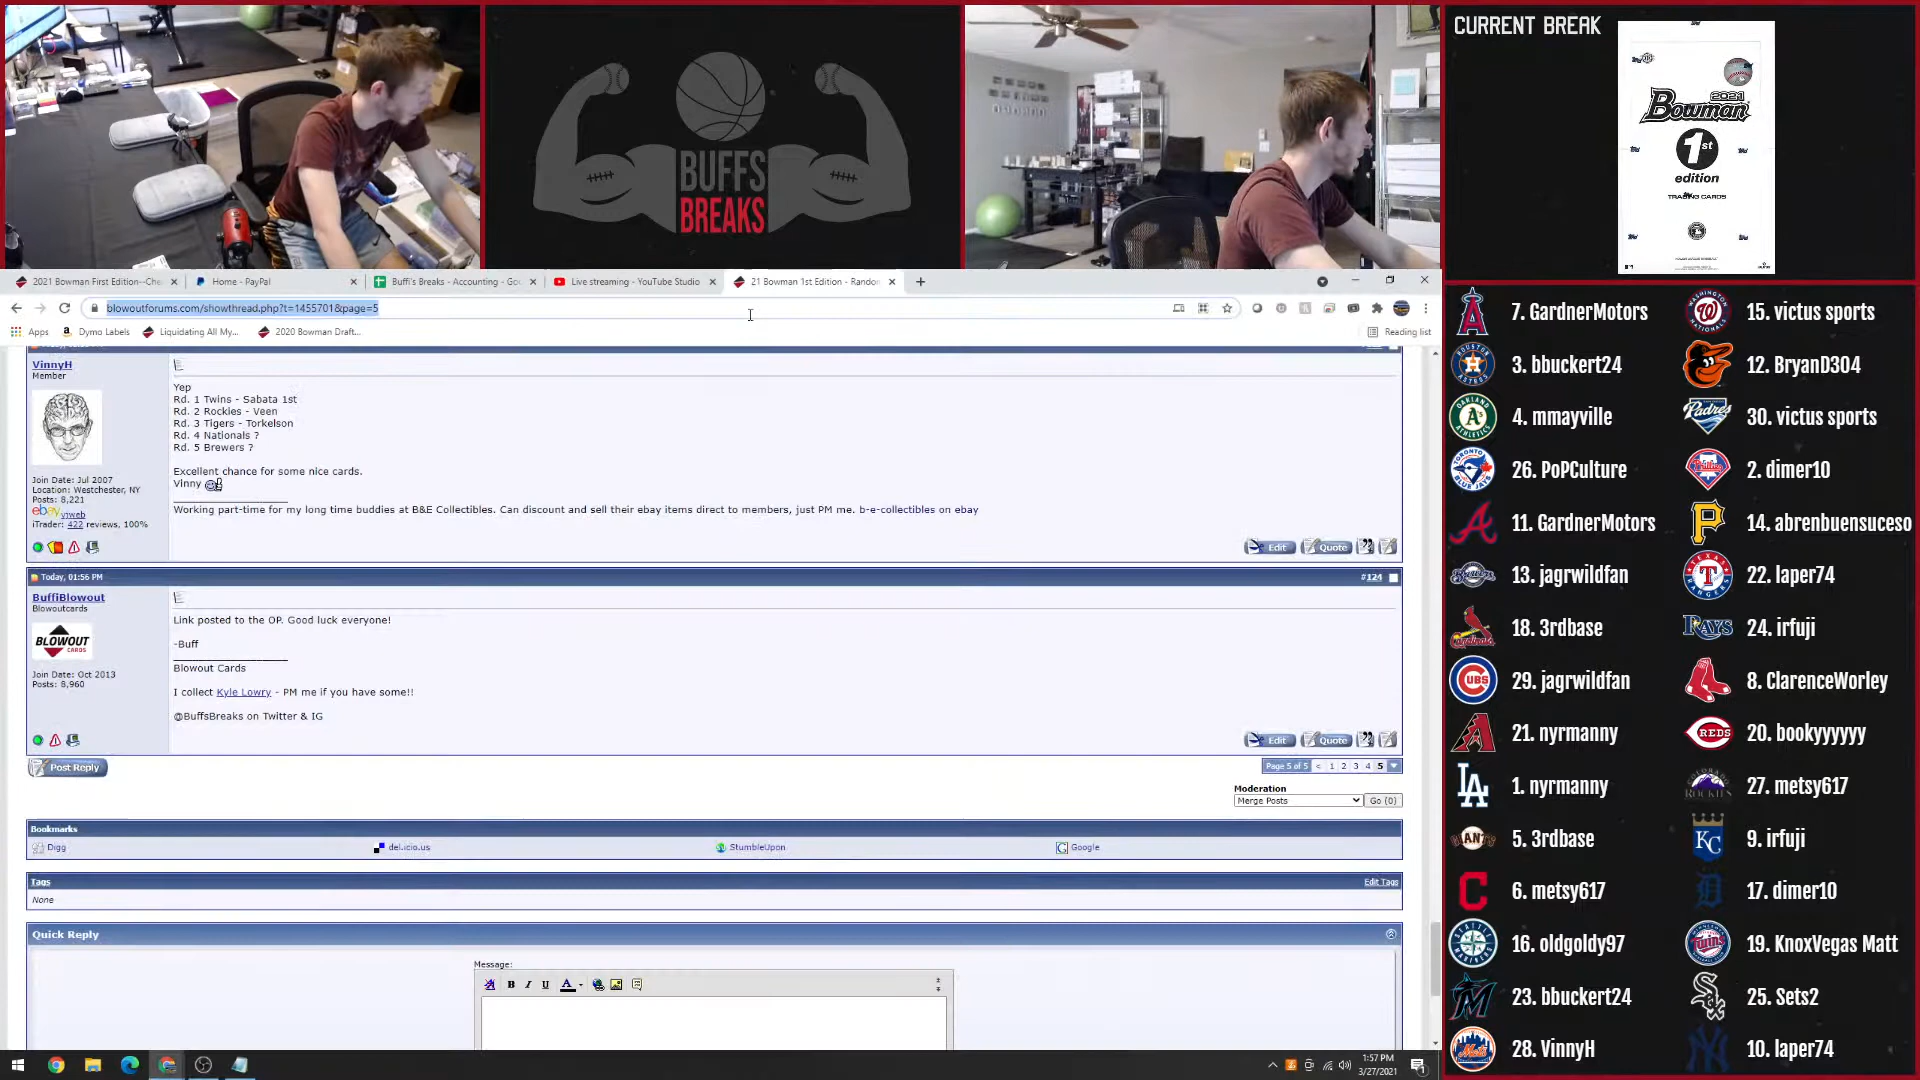 BUFFS
BREAKS
CURRENT BREAK
2021
Bowman
1st
edition
TRADING CARDS
2021 Bowman First Edition--Che
Home - PayPal
Buffi's Breaks - Accounting - Go
Live streaming - YouTube Studio
21 Bowman 1st Edition - Rando
blowoutforums.com/showthread.php?t=1455701&page=5
Apps
Dymo Labels
Liquidating All My...
2020 Bowman Draft...
Reading list
VinnyH
Member
Join Date: Jul 2007
Location: Westchester, NY
Posts: 8,221
ebay vjweb
iTrader: 422 reviews, 100%
Yep
Rd. 1 Twins - Sabata 1st
Rd. 2 Rockies - Veen
Rd. 3 Tigers - Torkelson
Rd. 4 Nationals ?
Rd. 5 Brewers ?
Excellent chance for some nice cards.
Vinny
Working part-time for my long time buddies at B&E Collectibles. Can discount and sell their ebay items direct to members, just PM me. b-e-collectibles on ebay
Edit
Quote
Today, 01:56 PM
#124
BuffiBlowout
Blowoutcards
BLOWOUT
CARDS
Join Date: Oct 2013
Posts: 8,960
Link posted to the OP. Good luck everyone!
-Buff
Blowout Cards
I collect Kyle Lowry - PM me if you have some!!
@BuffsBreaks on Twitter & IG
Edit
Quote
Post Reply
Page 5 of 5 < 1 2 3 4 5
Moderation
Merge Posts
Go (0)
Bookmarks
Digg
del.icio.us
StumbleUpon
Google
Tags
Edit Tags
None
Quick Reply
Message:
B I U A
1:57 PM
3/27/2021
7. GardnerMotors
3. bbuckert24
4. mmayville
26. PoPCulture
11. GardnerMotors
13. jagrwildfan
18. 3rdbase
29. jagrwildfan
21. nyrmanny
1. nyrmanny
5. 3rdbase
6. metsy617
16. oldgoldy97
23. bbuckert24
28. VinnyH
15. victus sports
12. BryanD304
30. victus sports
2. dimer10
14. abrenbuensuceso
22. laper74
24. irfuji
8. ClarenceWorley
20. bookyyyyyy
27. metsy617
9. irfuji
17. dimer10
19. KnoxVegas Matt
25. Sets2
10. laper74